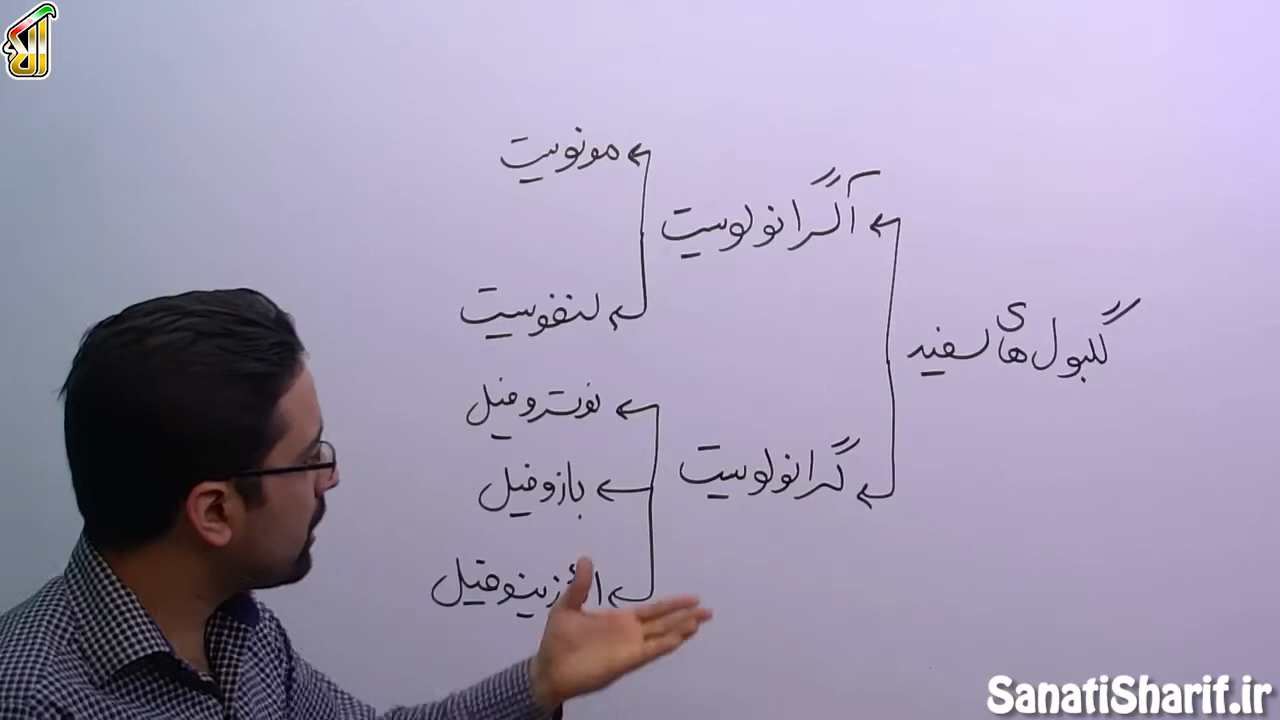 گلبول های سفید
آگرانولوسیت
مونوسیت
لنفوسیت
گرانولوسیت
نوتروفیل
بازوفیل
ائوزینوفیل
SanatiSharif.ir